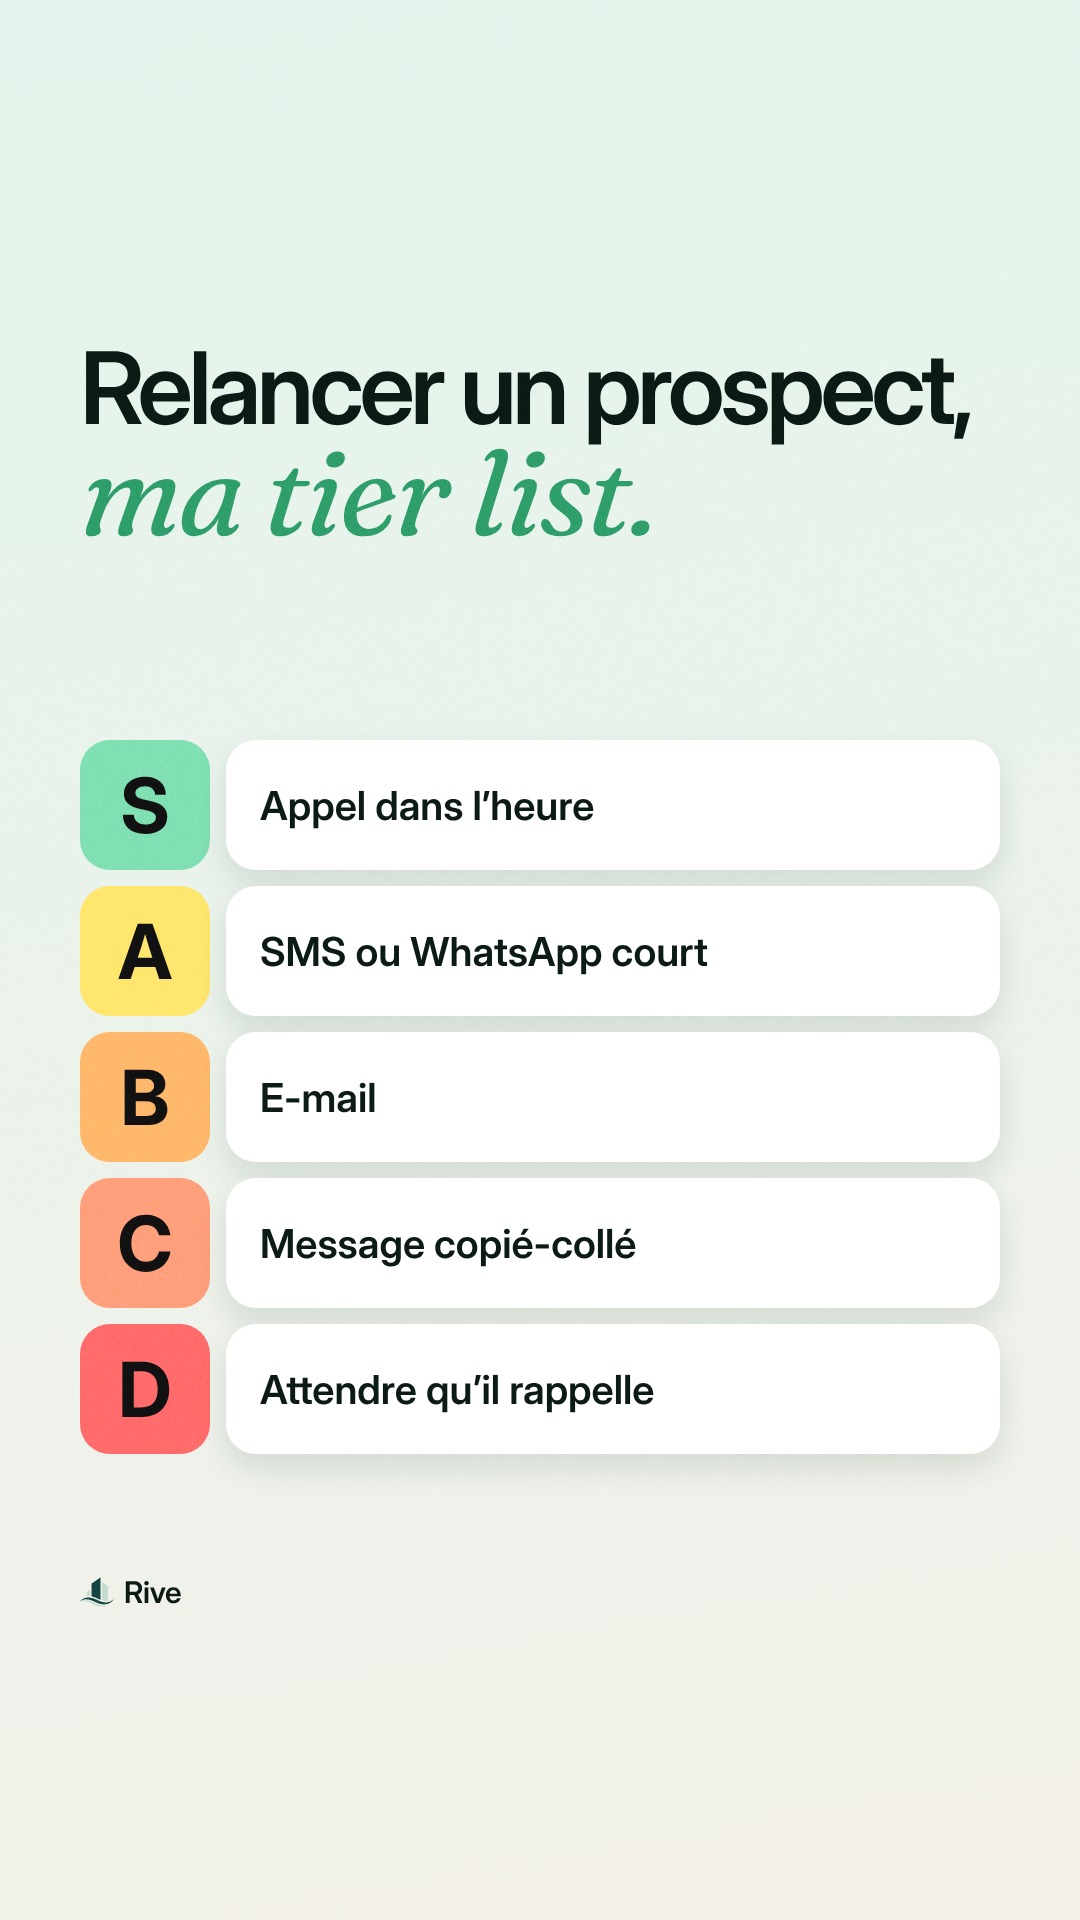 Relancer un prospect,
ma tier list.
S
Appel dans l’heure
A
SMS ou WhatsApp court
B
E-mail
C
Message copié-collé
D
Attendre qu’il rappelle
Rive